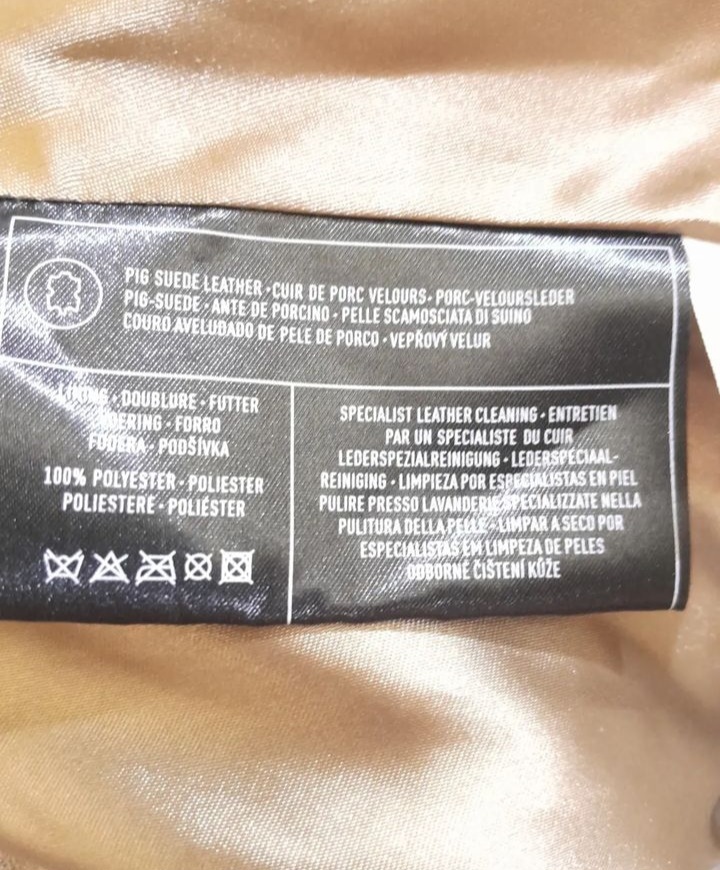 PIG SUEDE LEATHER · CUIR DE PORC VELOURS · PORC-VELOURSLEDER
PIG-SUEDE · ANTE DE PORCINO · PELLE SCAMOSCIATA DI SUINO
COURO AVELUDADO DE PELE DE PORCO · VEPŘOVÝ VELUR
LINING · DOUBLURE · FUTTER
VOERING · FORRO
FODERA · PODŠÍVKA
100% POLYESTER · POLIESTER
POLIESTERE · POLIÉSTER
SPECIALIST LEATHER CLEANING · ENTRETIEN
PAR UN SPECIALISTE DU CUIR
LEDERSPEZIALREINIGUNG · LEDERSPECIAAL-
REINIGING · LIMPIEZA POR ESPECIALISTAS EN PIEL
PULIRE PRESSO LAVANDERIE SPECIALIZZATE NELLA
PULITURA DELLA PELLE · LIMPAR A SECO POR
ESPECIALISTAS EM LIMPEZA DE PELES
ODBORNÉ ČIŠTENÍ KŮŽE